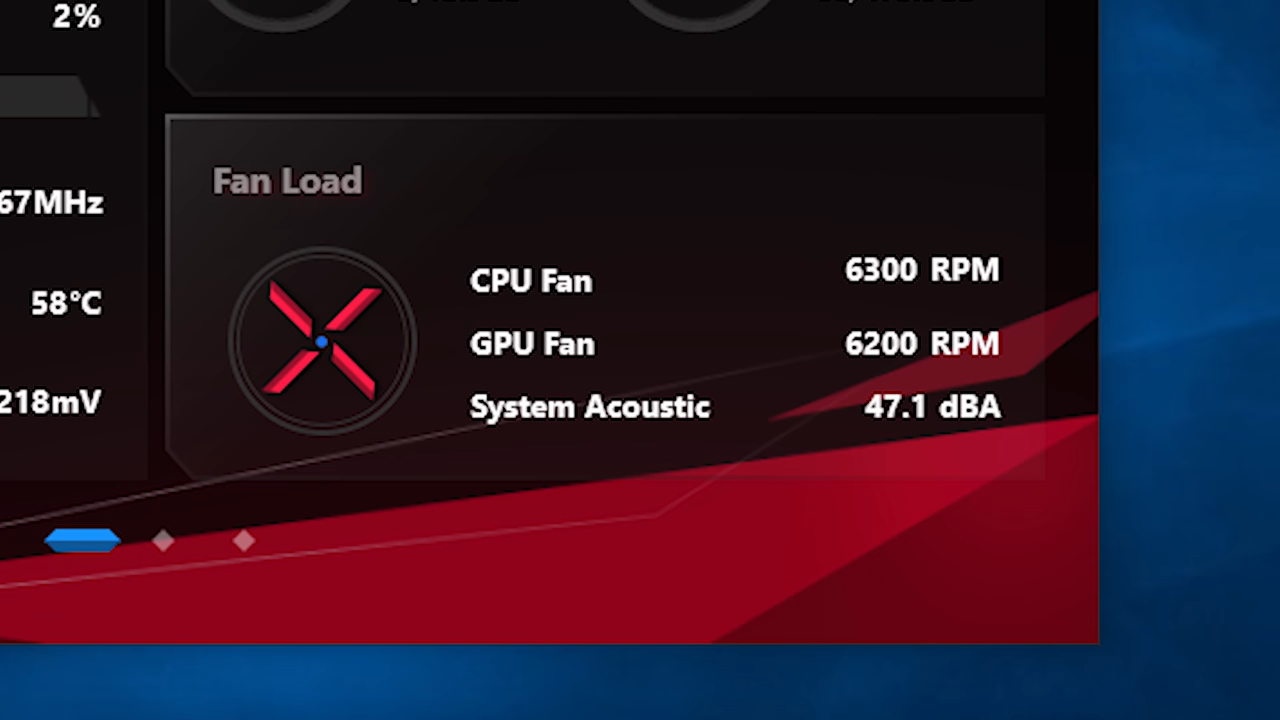 2%
67MHz
58°C
218mV
Fan Load
CPU Fan 6300 RPM
GPU Fan 6200 RPM
System Acoustic 47.1 dBA